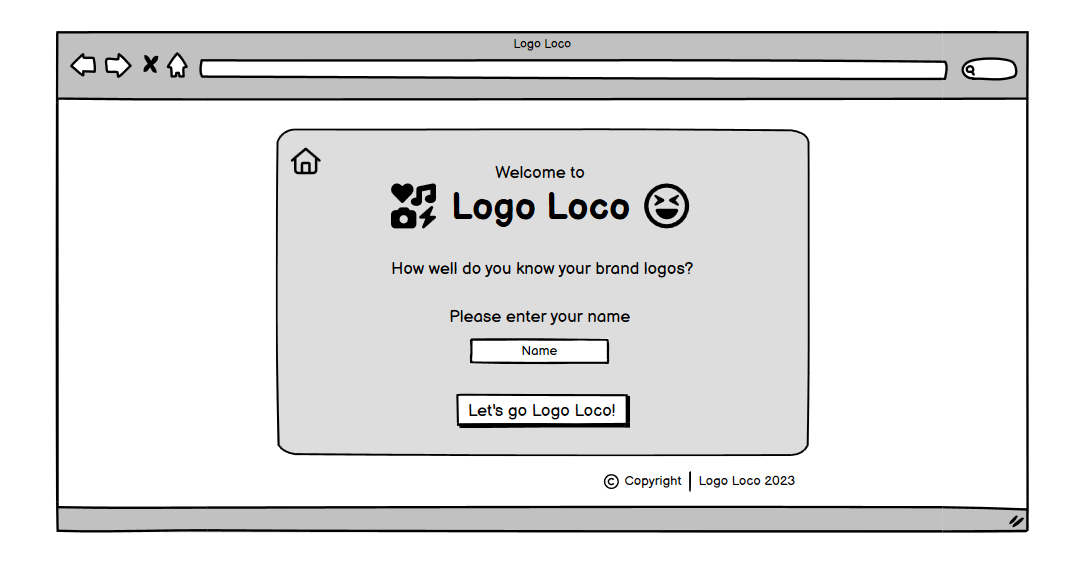 Logo Loco
Welcome to
Logo Loco
How well do you know your brand logos?
Please enter your name
Name
Let's go Logo Loco!
© Copyright | Logo Loco 2023